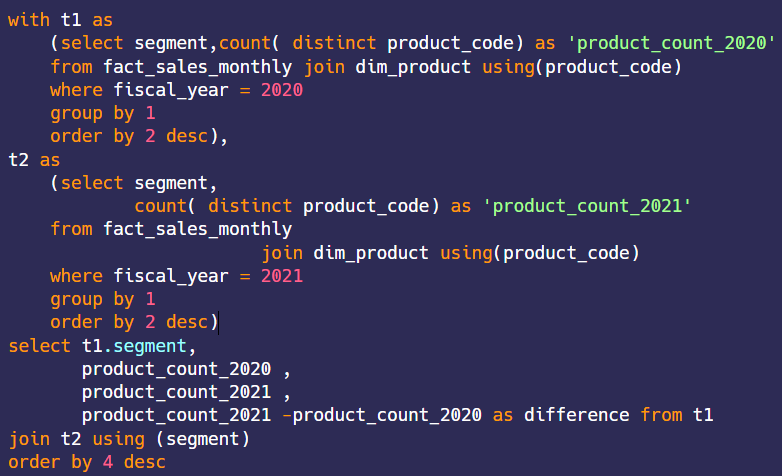 with t1 as
    (select segment,count( distinct product_code) as 'product_count_2020'
    from fact_sales_monthly join dim_product using(product_code)
    where fiscal_year = 2020
    group by 1
    order by 2 desc),
t2 as
    (select segment,
            count( distinct product_code) as 'product_count_2021'
    from fact_sales_monthly
                        join dim_product using(product_code)
    where fiscal_year = 2021
    group by 1
    order by 2 desc)
select t1.segment,
       product_count_2020 ,
       product_count_2021 ,
       product_count_2021 -product_count_2020 as difference from t1
join t2 using (segment)
order by 4 desc